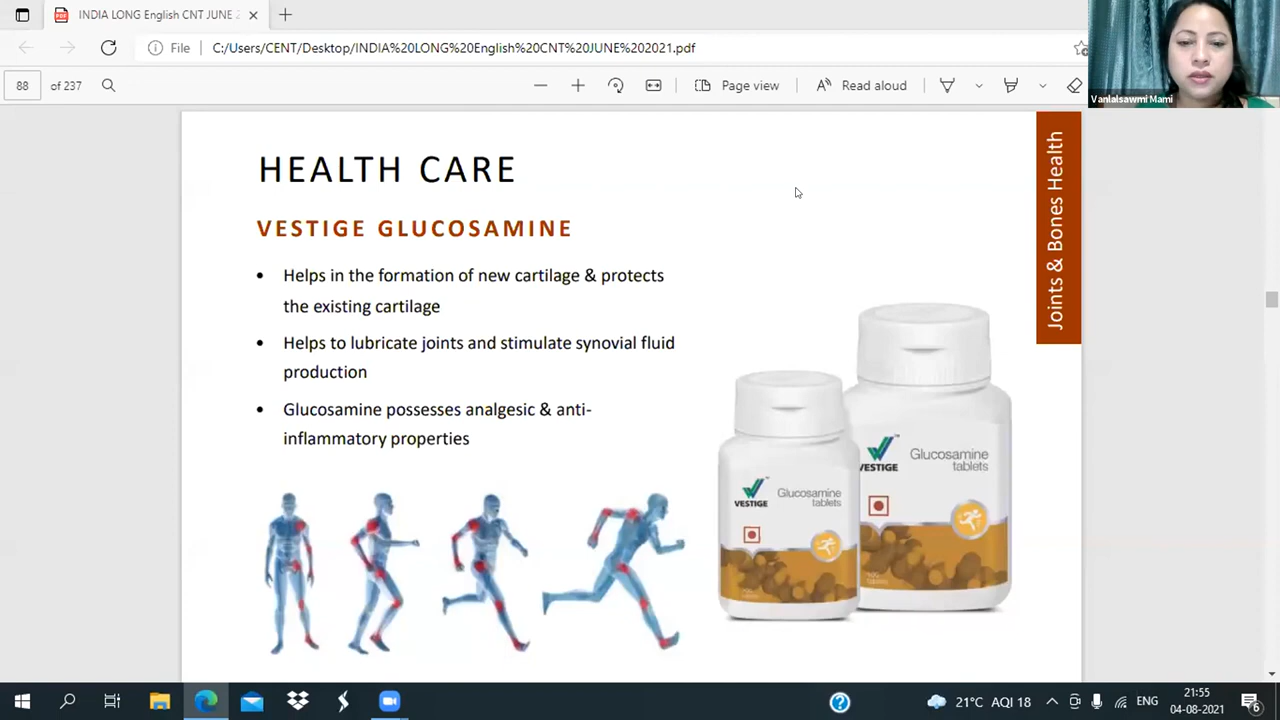 INDIA LONG English CNT JUNE 2
File
C:/Users/CENT/Desktop/INDIA%20LONG%20English%20CNT%20JUNE%202021.pdf
88 of 237
Page view
Read aloud
Vanlalsawmi Mami
HEALTH CARE
Joints & Bones Health
VESTIGE GLUCOSAMINE
• Helps in the formation of new cartilage & protects
the existing cartilage
• Helps to lubricate joints and stimulate synovial fluid
production
• Glucosamine possesses analgesic & anti-
inflammatory properties
VESTIGE
Glucosamine
tablets
VESTIGE
Glucosamine
tablets
21°C AQI 18
ENG
21:55
04-08-2021
6